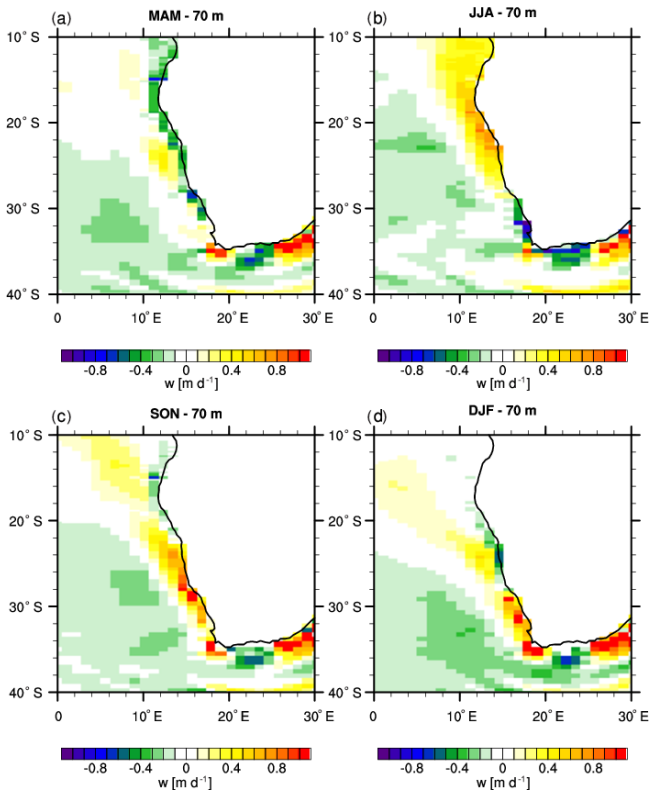 (a) MAM - 70 m
(b) JJA - 70 m
10° S
20° S
30° S
40° S
0 10° E 20° E 30° E
10° S
20° S
30° S
40° S
0 10° E 20° E 30° E
-0.8 -0.4 0 0.4 0.8
w [m d⁻¹]
-0.8 -0.4 0 0.4 0.8
w [m d⁻¹]
(c) SON - 70 m
(d) DJF - 70 m
10° S
20° S
30° S
40° S
0 10° E 20° E 30° E
10° S
20° S
30° S
40° S
0 10° E 20° E 30° E
-0.8 -0.4 0 0.4 0.8
w [m d⁻¹]
-0.8 -0.4 0 0.4 0.8
w [m d⁻¹]